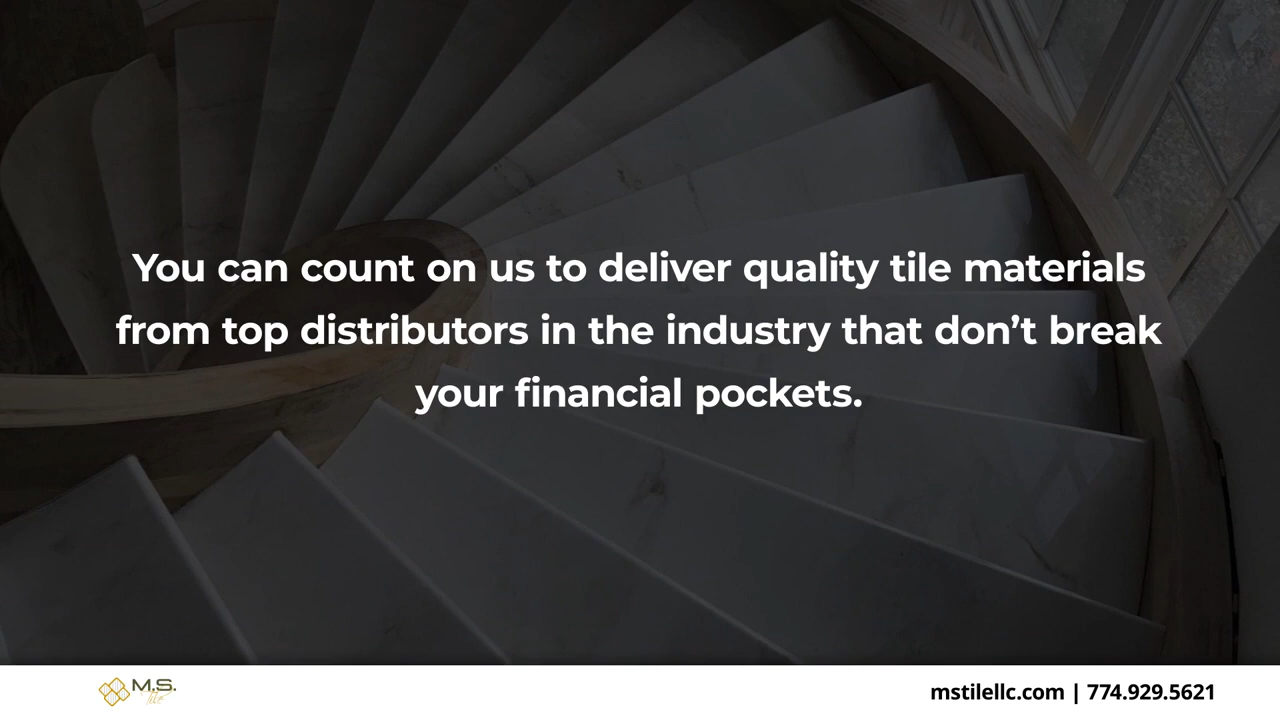 You can count on us to deliver quality tile materials
from top distributors in the industry that don’t break
your financial pockets.
M.S.
Tile
mstilellc.com | 774.929.5621